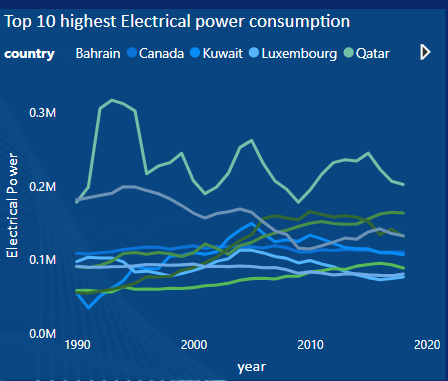 Top 10 highest Electrical power consumption
country Bahrain Canada Kuwait Luxembourg Qatar
0.3M
0.2M
0.1M
0.0M
Electrical Power
1990 2000 2010 2020
year